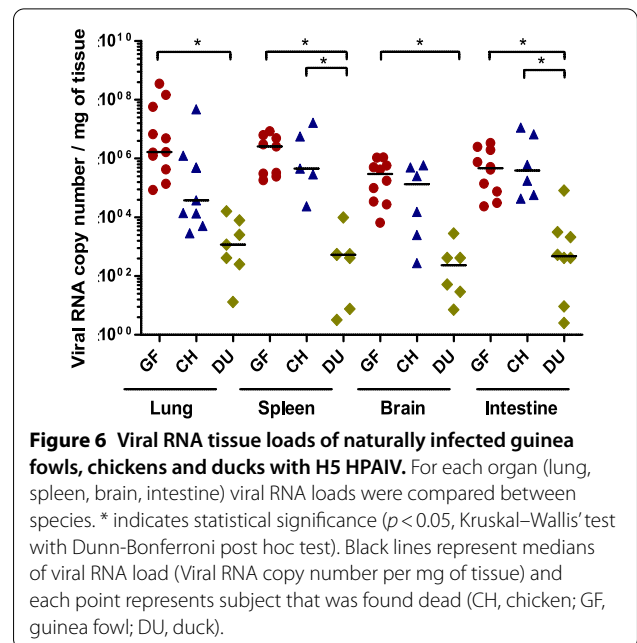 Viral RNA copy number / mg of tissue
10^10
10^08
10^06
10^04
10^02
10^00
* * * *
* *
GF CH DU GF CH DU GF CH DU GF CH DU
Lung Spleen Brain Intestine
Figure 6 Viral RNA tissue loads of naturally infected guinea
fowls, chickens and ducks with H5 HPAIV. For each organ (lung,
spleen, brain, intestine) viral RNA loads were compared between
species. * indicates statistical significance (p < 0.05, Kruskal–Wallis’ test
with Dunn-Bonferroni post hoc test). Black lines represent medians
of viral RNA load (Viral RNA copy number per mg of tissue) and
each point represents subject that was found dead (CH, chicken; GF,
guinea fowl; DU, duck).